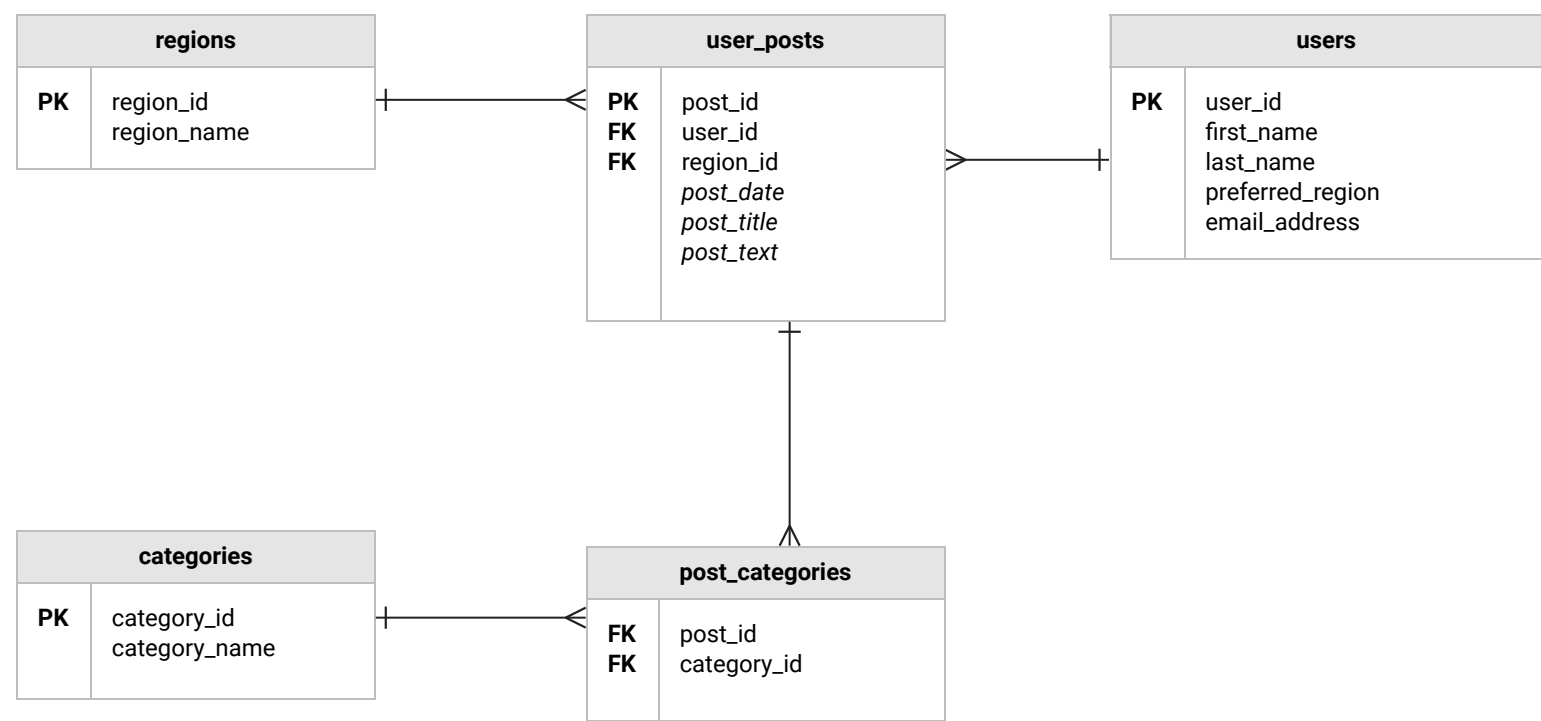 regions
PK region_id
region_name
user_posts
PK post_id
FK user_id
FK region_id
post_date
post_title
post_text
users
PK user_id
first_name
last_name
preferred_region
email_address
categories
PK category_id
category_name
post_categories
FK post_id
FK category_id